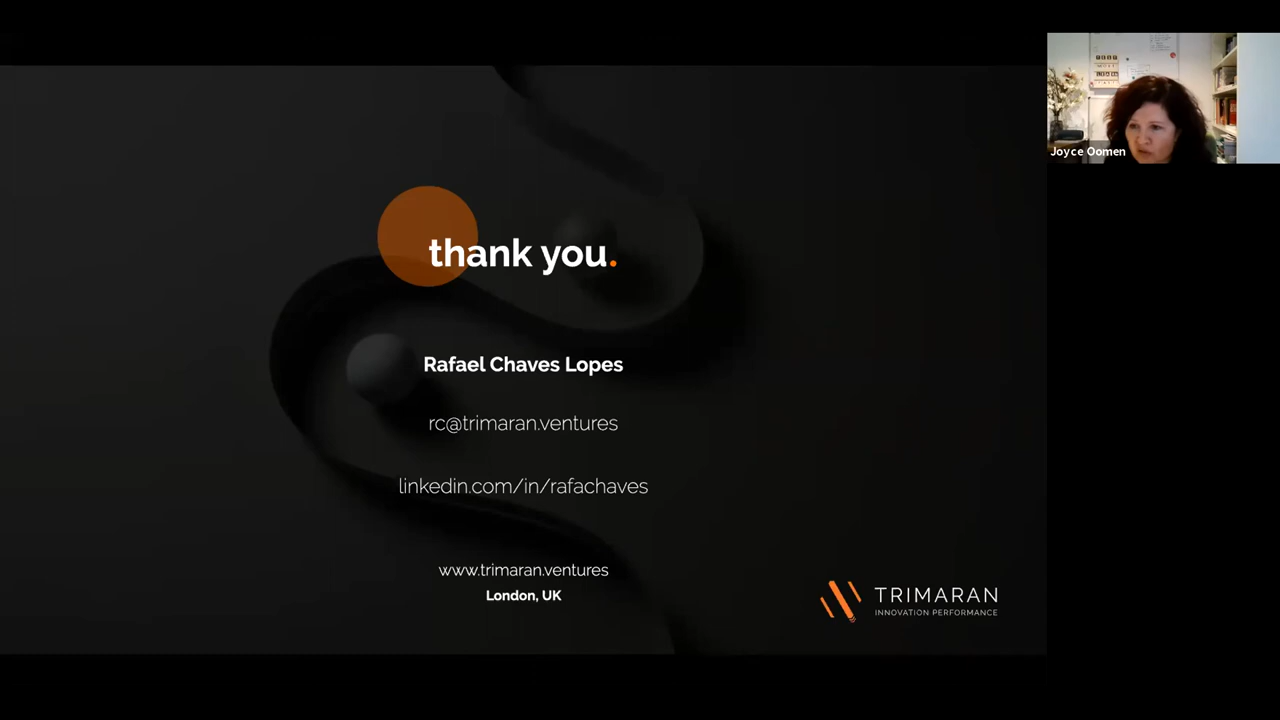 thank you.
Rafael Chaves Lopes
rc@trimaran.ventures
linkedin.com/in/rafachaves
www.trimaran.ventures
London, UK
TRIMARAN
INNOVATION PERFORMANCE
Joyce Oomen